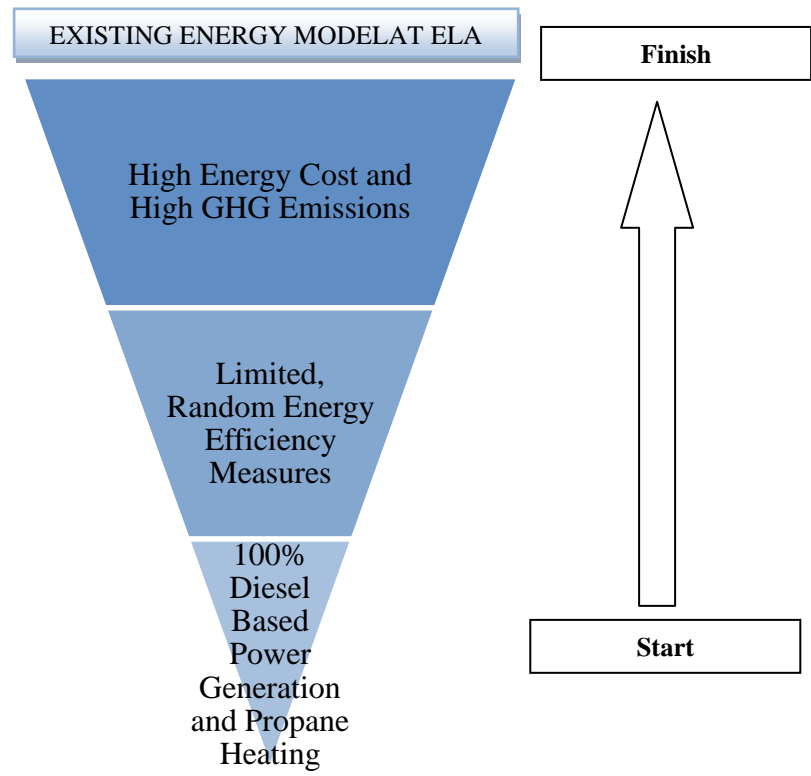 EXISTING ENERGY MODELAT ELA
Finish
High Energy Cost and
High GHG Emissions
Limited,
Random Energy
Efficiency
Measures
100%
Diesel
Based
Power
Generation
and Propane
Heating
Start